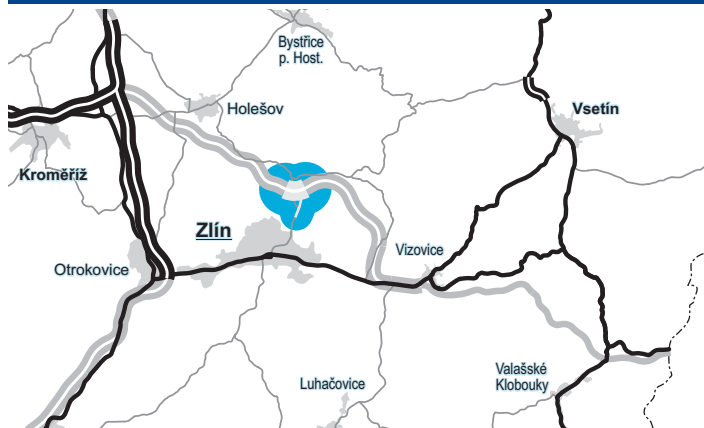 Bystřice
p. Host.
Holešov
Vsetín
Kroměříž
Zlín
Vizovice
Otrokovice
Valašské
Klobouky
Luhačovice